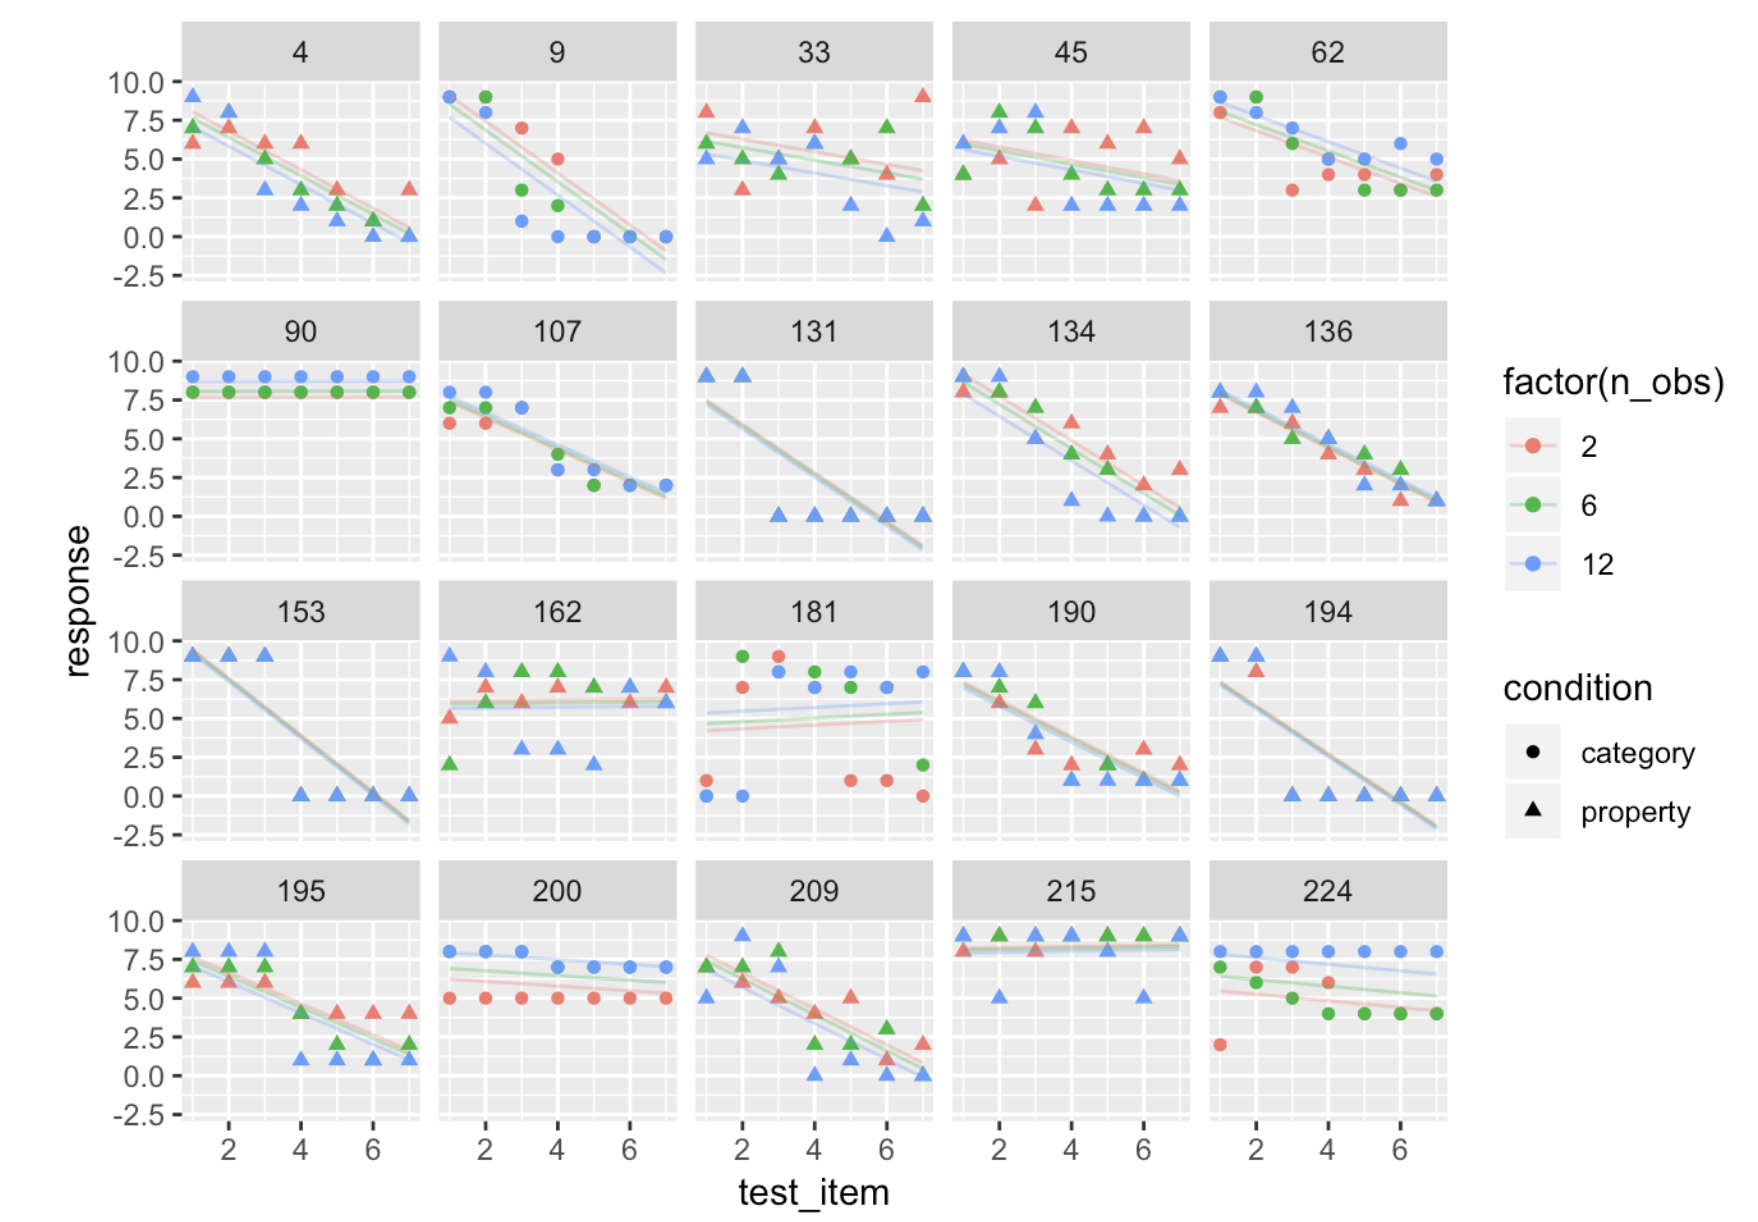 4 9 33 45 62
10.0
7.5
5.0
2.5
0.0
-2.5
90 107 131 134 136
10.0
7.5
5.0
2.5
0.0
-2.5
153 162 181 190 194
10.0
7.5
5.0
2.5
0.0
-2.5
195 200 209 215 224
10.0
7.5
5.0
2.5
0.0
-2.5
2 4 6 2 4 6 2 4 6 2 4 6 2 4 6
test_item
response
factor(n_obs)
2
6
12
condition
category
property